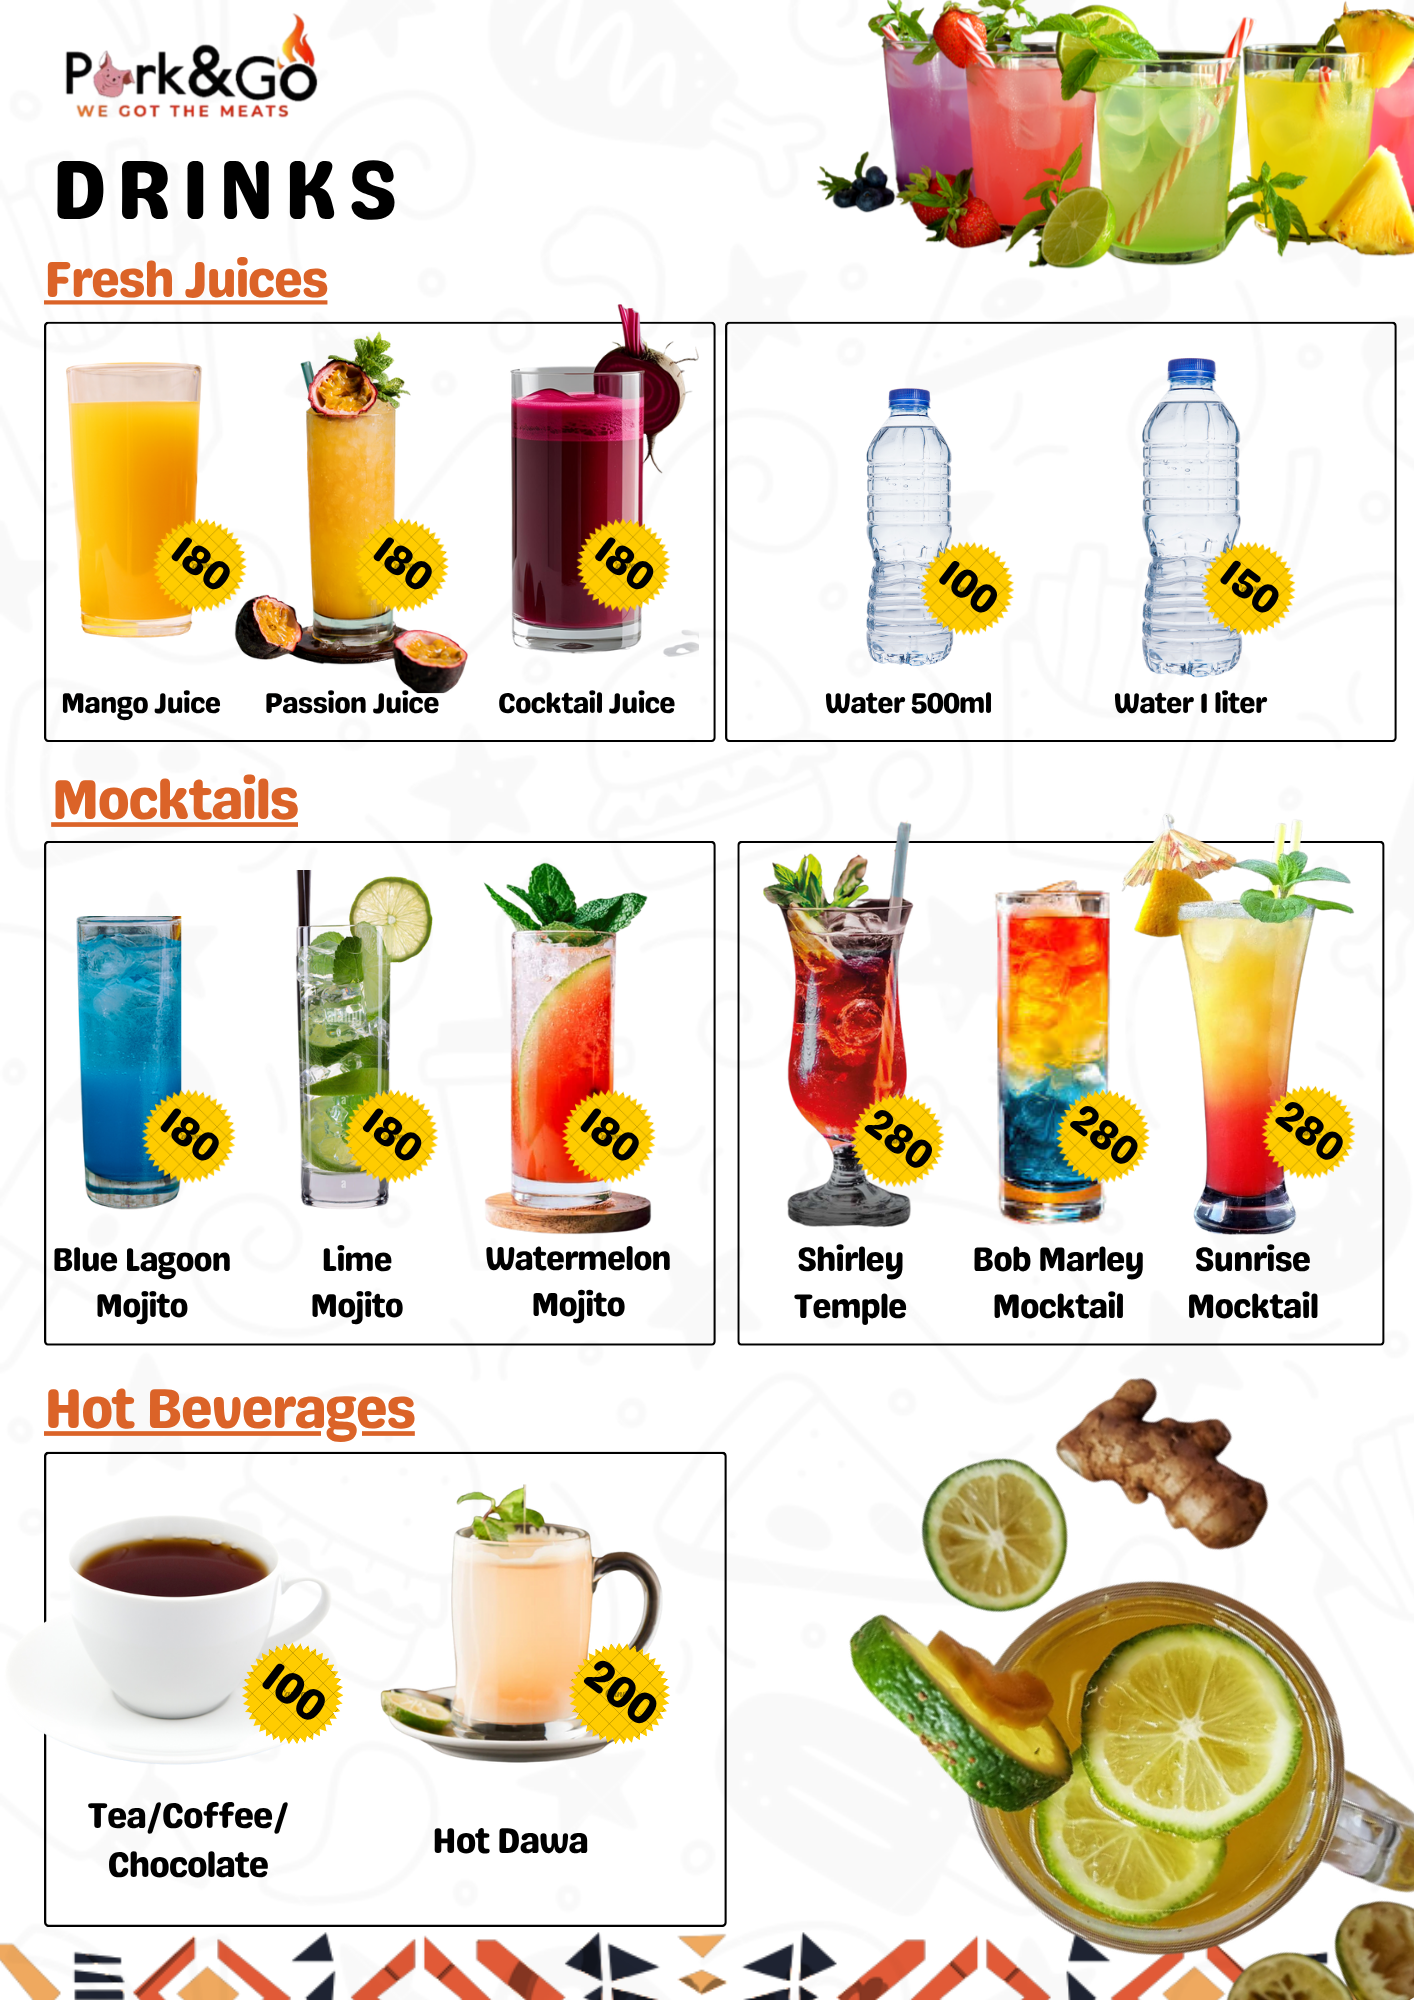 Pork&Go
WE GOT THE MEATS
DRINKS
Fresh Juices
180
180
180
Mango Juice
Passion Juice
Cocktail Juice
100
150
Water 500ml
Water 1 liter
Mocktails
180
180
180
Blue Lagoon
Mojito
Lime
Mojito
Watermelon
Mojito
280
280
280
Shirley
Temple
Bob Marley
Mocktail
Sunrise
Mocktail
Hot Beverages
100
200
Tea/Coffee/
Chocolate
Hot Dawa